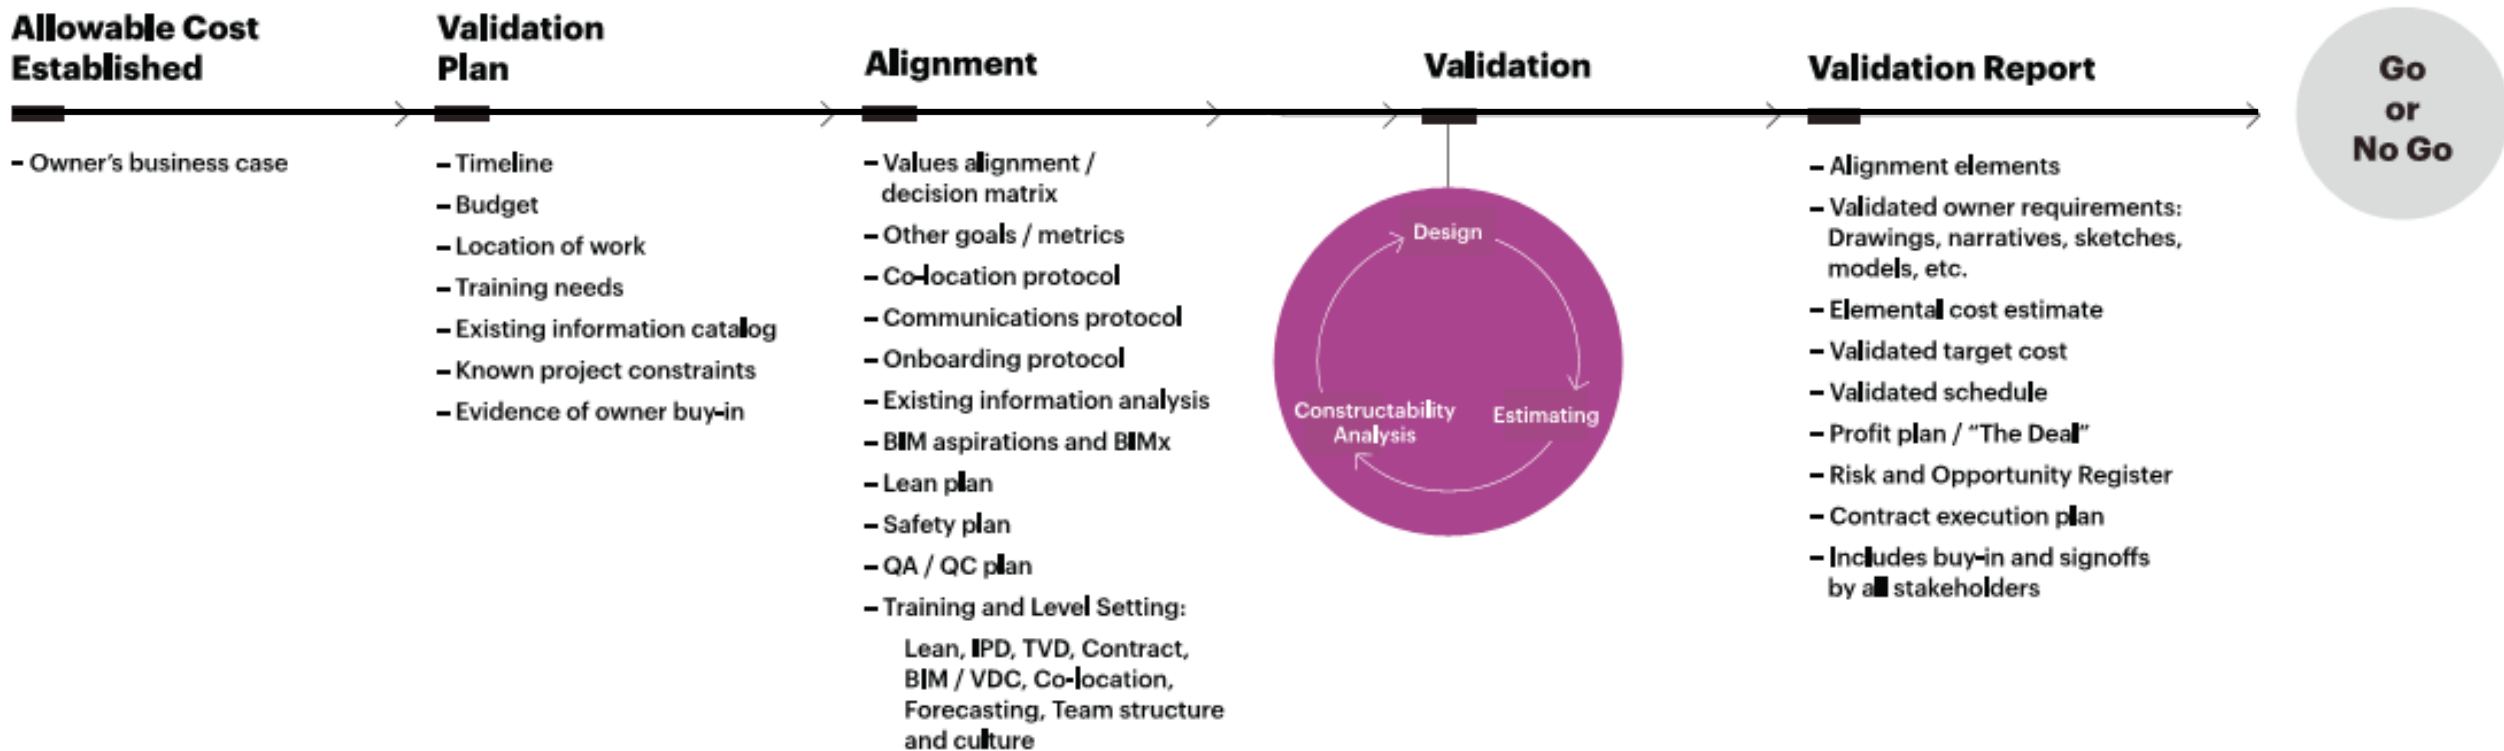 Allowable Cost
Established
– Owner's business case
Validation
Plan
– Timeline
– Budget
– Location of work
– Training needs
– Existing information catalog
– Known project constraints
– Evidence of owner buy-in
Alignment
– Values alignment /
decision matrix
– Other goals / metrics
– Co-location protocol
– Communications protocol
– Onboarding protocol
– Existing information analysis
– BIM aspirations and BIMx
– Lean plan
– Safety plan
– QA / QC plan
– Training and Level Setting:
Lean, IPD, TVD, Contract,
BIM / VDC, Co-location,
Forecasting, Team structure
and culture
Validation
Design
Estimating
Constructability
Analysis
Validation Report
– Alignment elements
– Validated owner requirements:
Drawings, narratives, sketches,
models, etc.
– Elemental cost estimate
– Validated target cost
– Validated schedule
– Profit plan / “The Deal”
– Risk and Opportunity Register
– Contract execution plan
– Includes buy-in and signoffs
by all stakeholders
Go
or
No Go